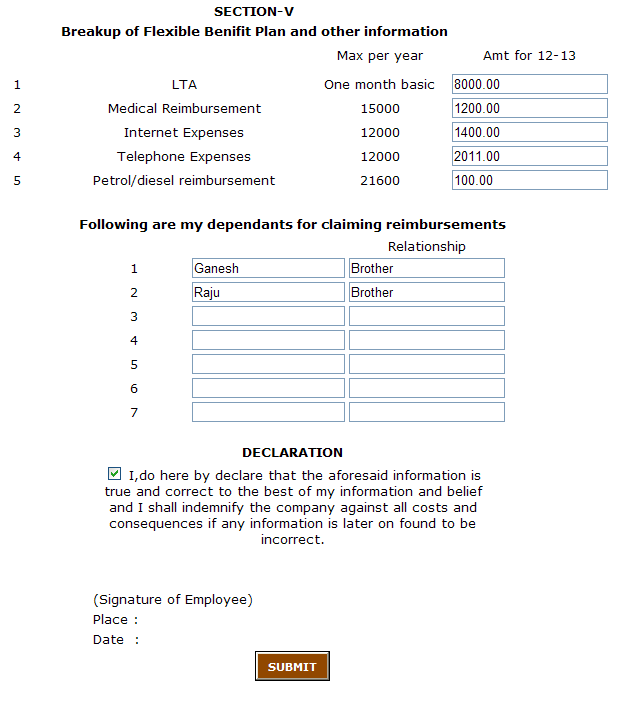 SECTION-V
Breakup of Flexible Benifit Plan and other information
Max per year Amt for 12-13
1 LTA One month basic 8000.00
2 Medical Reimbursement 15000 1200.00
3 Internet Expenses 12000 1400.00
4 Telephone Expenses 12000 2011.00
5 Petrol/diesel reimbursement 21600 100.00
Following are my dependants for claiming reimbursements
Relationship
1 Ganesh Brother
2 Raju Brother
3
4
5
6
7
DECLARATION
I,do here by declare that the aforesaid information is
true and correct to the best of my information and belief
and I shall indemnify the company against all costs and
consequences if any information is later on found to be
incorrect.
(Signature of Employee)
Place :
Date :
SUBMIT